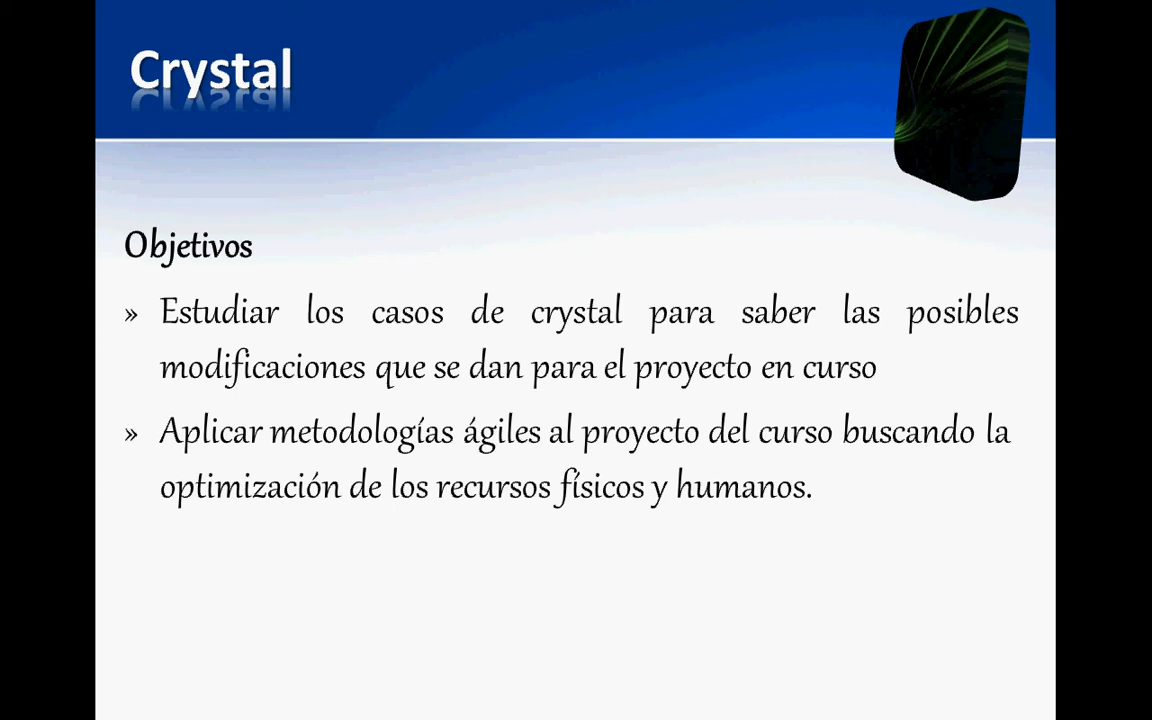 Crystal
Objetivos
» Estudiar los casos de crystal para saber las posibles
modificaciones que se dan para el proyecto en curso
» Aplicar metodologías ágiles al proyecto del curso buscando la
optimización de los recursos físicos y humanos.